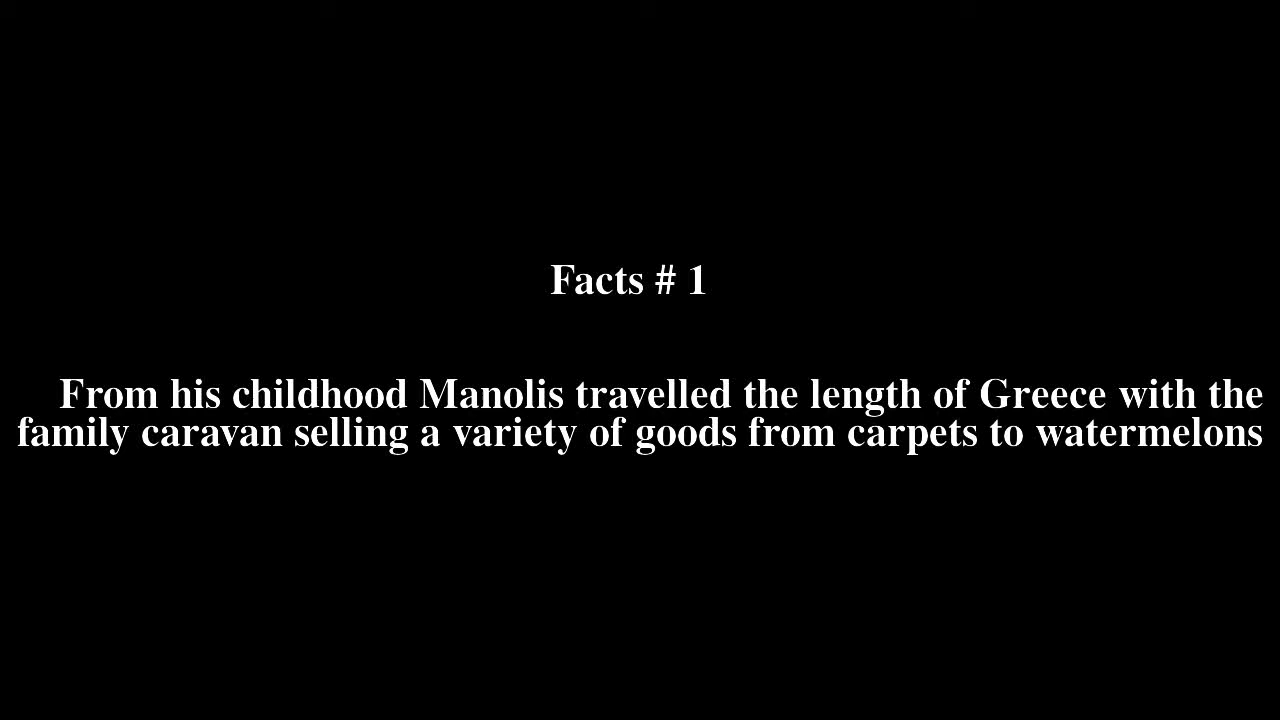 Facts # 1
From his childhood Manolis travelled the length of Greece with the
family caravan selling a variety of goods from carpets to watermelons